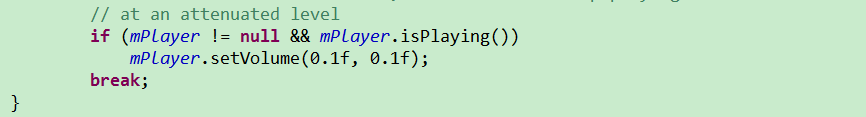 // at an attenuated level
if (mPlayer != null && mPlayer.isPlaying())
mPlayer.setVolume(0.1f, 0.1f);
break;
}